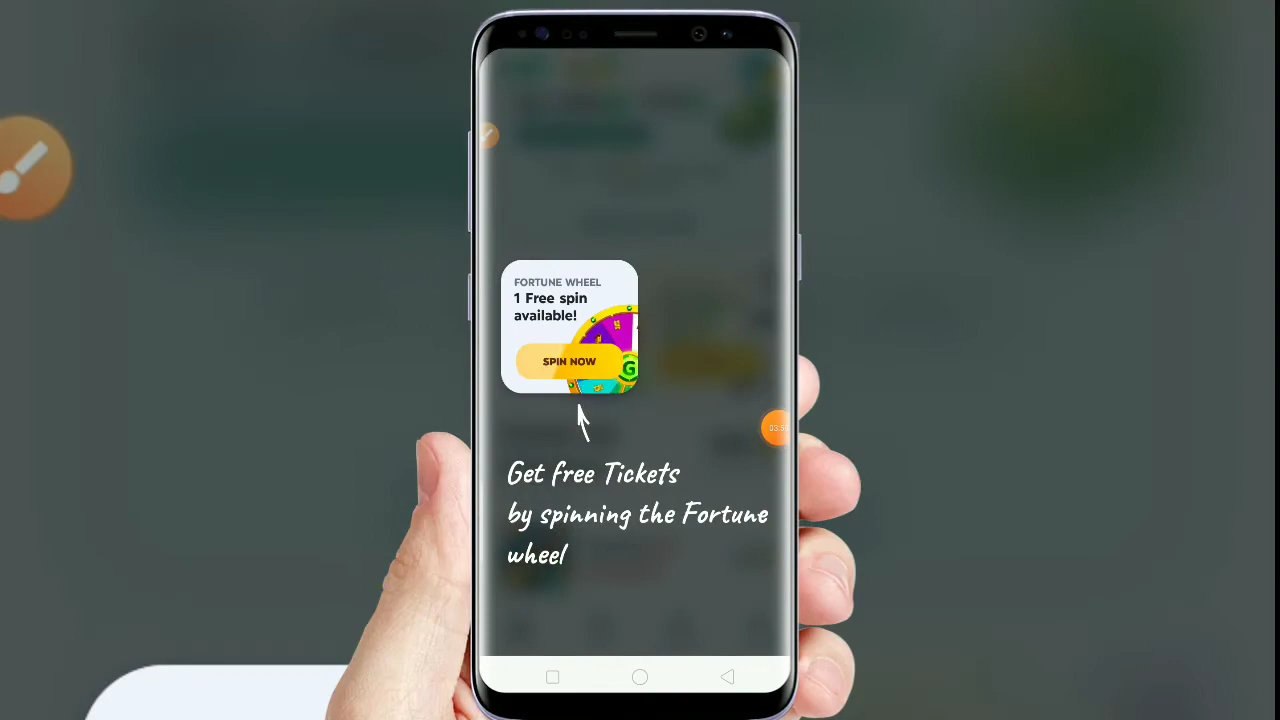 FORTUNE WHEEL
1 Free spin
available!
SPIN NOW
G
Get free Tickets
by spinning the Fortune
wheel